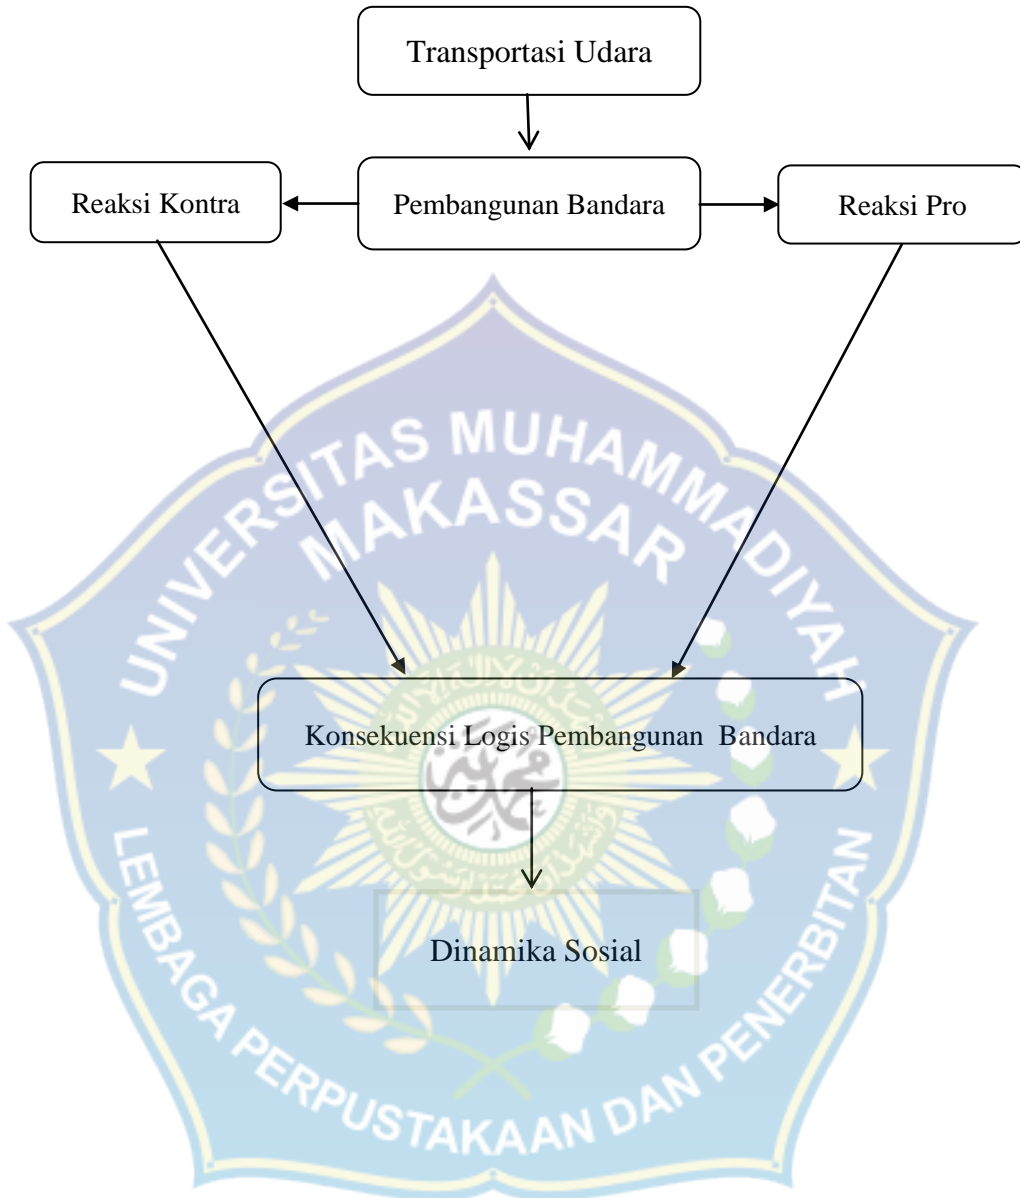 Transportasi Udara
Reaksi Kontra
Pembangunan Bandara
Reaksi Pro
UNIVERSITAS MUHAMMADIYAH
MAKASSAR
Konsekuensi Logis Pembangunan Bandara
محمد
Dinamika Sosial
LEMBAGA PERPUSTAKAAN DAN PENERBITAN